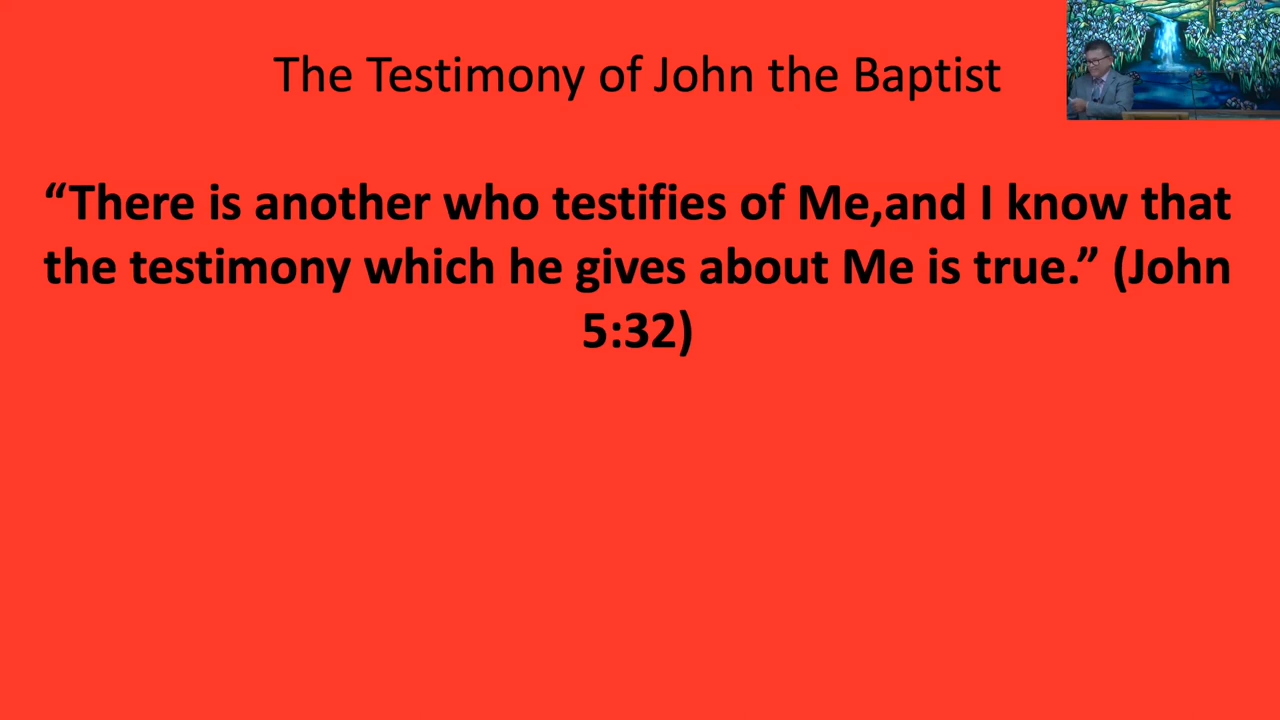 The Testimony of John the Baptist
“There is another who testifies of Me,and I know that
the testimony which he gives about Me is true.” (John
5:32)